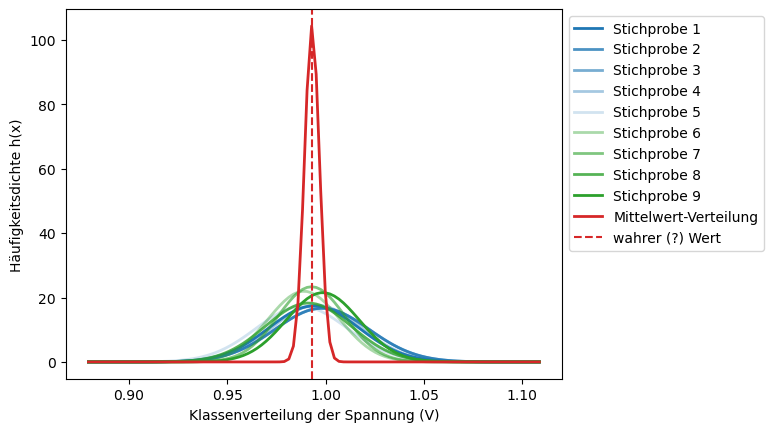 Häufigkeitsdichte h(x)
100
80
60
40
20
0
0.90
0.95
1.00
1.05
1.10
Klassenverteilung der Spannung (V)
Stichprobe 1
Stichprobe 2
Stichprobe 3
Stichprobe 4
Stichprobe 5
Stichprobe 6
Stichprobe 7
Stichprobe 8
Stichprobe 9
Mittelwert-Verteilung
wahrer (?) Wert